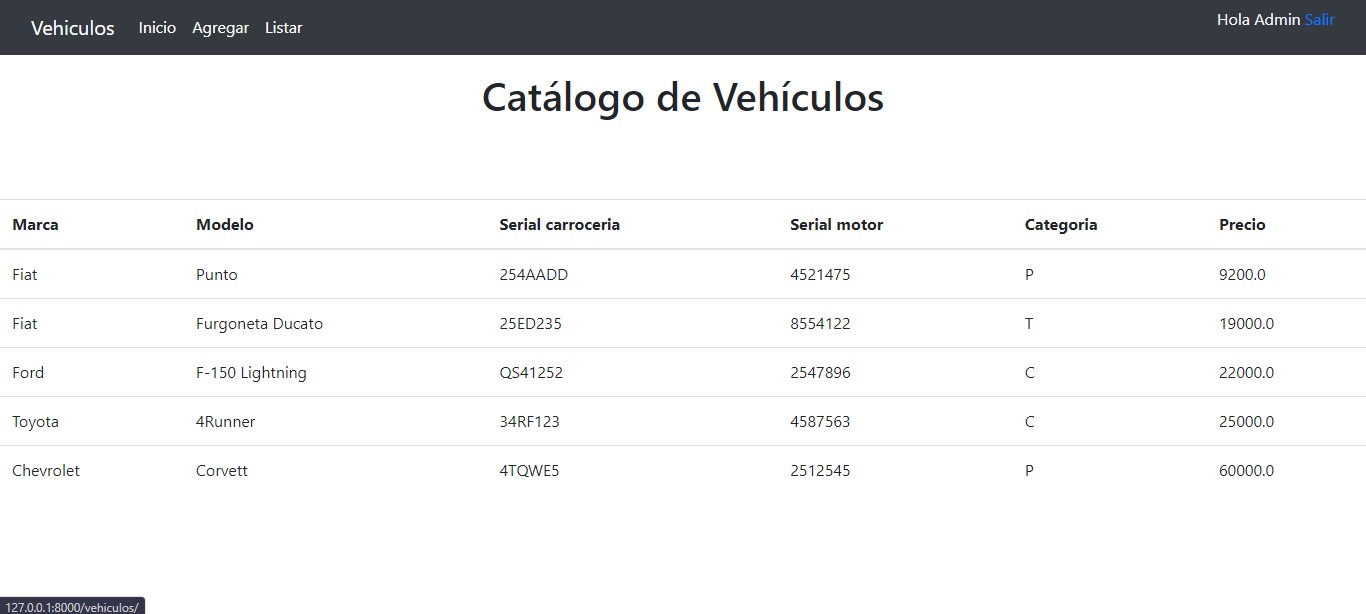 Vehiculos Inicio Agregar Listar Hola Admin Salir
Catálogo de Vehículos
Marca Modelo Serial carroceria Serial motor Categoria Precio
Fiat Punto 254AADD 4521475 P 9200.0
Fiat Furgoneta Ducato 25ED235 8554122 T 19000.0
Ford F-150 Lightning QS41252 2547896 C 22000.0
Toyota 4Runner 34RF123 4587563 C 25000.0
Chevrolet Corvett 4TQWE5 2512545 P 60000.0
127.0.0.1:8000/vehiculos/